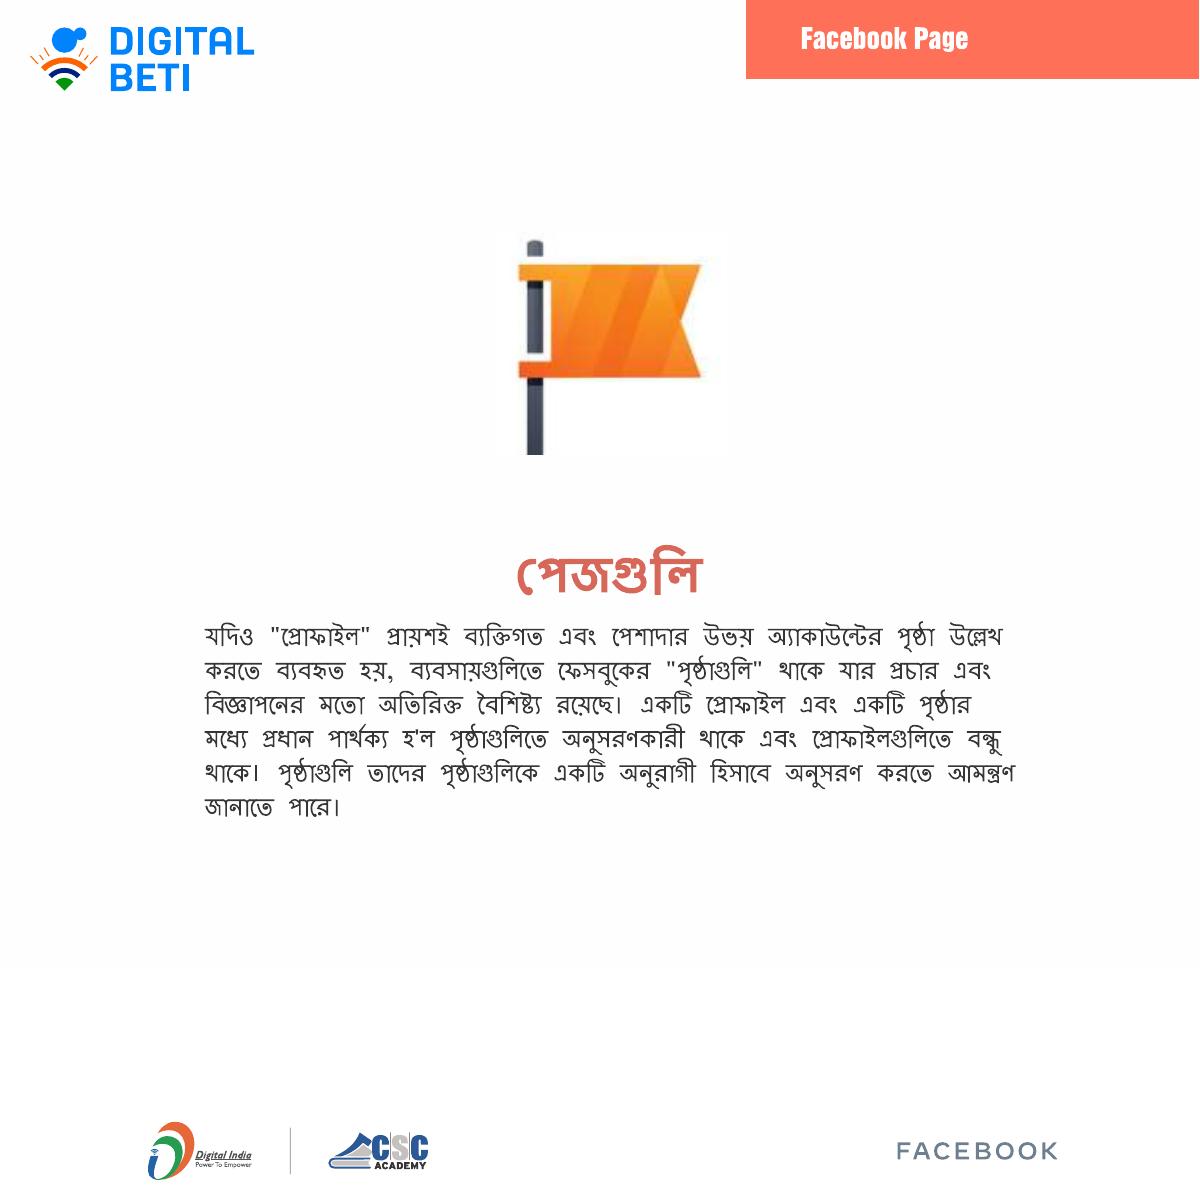 DIGITAL
BETI
Facebook Page
পেজগুলি
যদিও "প্রোফাইল" প্রায়শই ব্যক্তিগত এবং পেশাদার উভয় অ্যাকাউন্টের পৃষ্ঠা উল্লেখ
করতে ব্যবহৃত হয়, ব্যবসায়গুলিতে ফেসবুকের "পৃষ্ঠাগুলি" থাকে যার প্রচার এবং
বিজ্ঞাপনের মতো অতিরিক্ত বৈশিষ্ট্য রয়েছে। একটি প্রোফাইল এবং একটি পৃষ্ঠার
মধ্যে প্রধান পার্থক্য হ'ল পৃষ্ঠাগুলিতে অনুসরণকারী থাকে এবং প্রোফাইলগুলিতে বন্ধু
থাকে। পৃষ্ঠাগুলি তাদের পৃষ্ঠাগুলিকে একটি অনুরাগী হিসাবে অনুসরণ করতে আমন্ত্রণ
জানাতে পারে।
Digital India
Power To Empower
CSC
ACADEMY
FACEBOOK